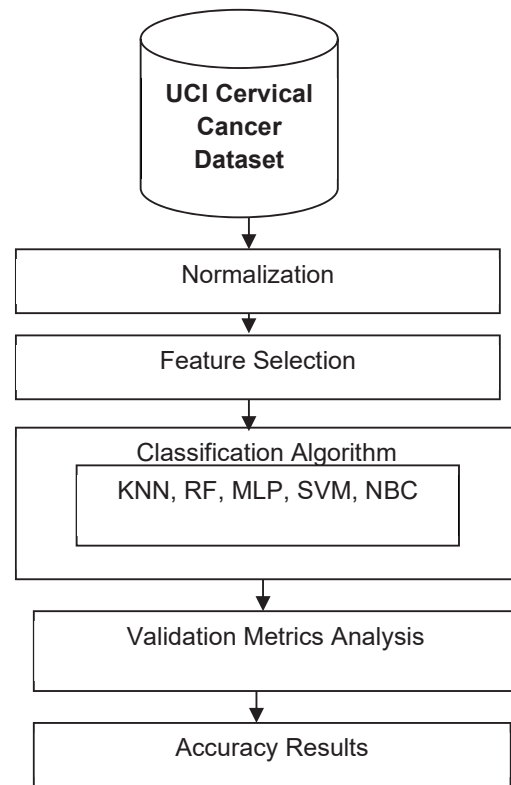 UCI Cervical
Cancer
Dataset
Normalization
Feature Selection
Classification Algorithm
KNN, RF, MLP, SVM, NBC
Validation Metrics Analysis
Accuracy Results